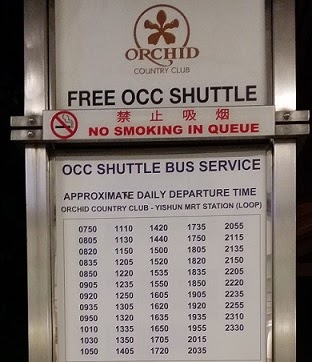 ORCHID
COUNTRY CLUB
FREE OCC SHUTTLE
禁止吸烟
NO SMOKING IN QUEUE
OCC SHUTTLE BUS SERVICE
APPROXIMATE DAILY DEPARTURE TIME
ORCHID COUNTRY CLUB - YISHUN MRT STATION (LOOP)
0750 1110 1420 1735 2055
0805 1130 1440 1750 2115
0820 1150 1500 1805 2135
0835 1205 1520 1820 2150
0850 1220 1535 1835 2205
0905 1235 1550 1850 2220
0920 1250 1605 1905 2235
0935 1305 1620 1920 2255
0950 1320 1635 1935 2310
1010 1335 1650 1955 2330
1030 1350 1705 2015
1050 1405 1720 2035